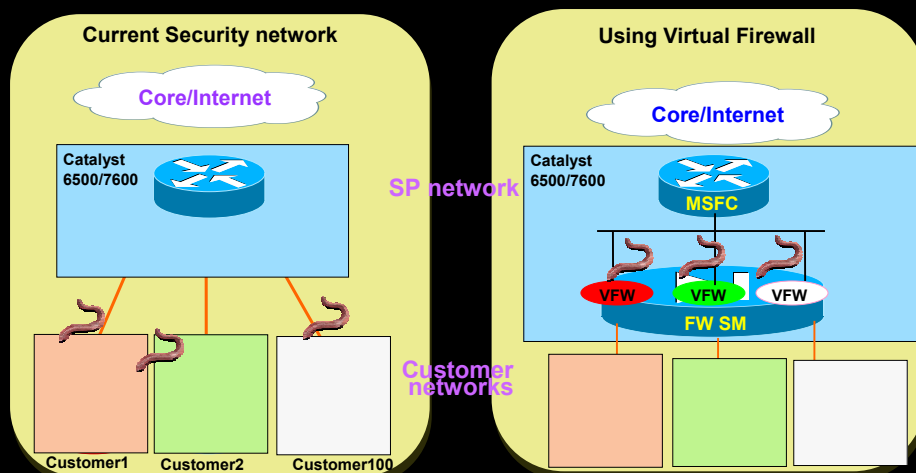 Current Security network
Core/Internet
Catalyst
6500/7600
Customer1
Customer2
Customer100
SP network
Customer
networks
Using Virtual Firewall
Core/Internet
Catalyst
6500/7600
MSFC
VFW
VFW
VFW
FW SM